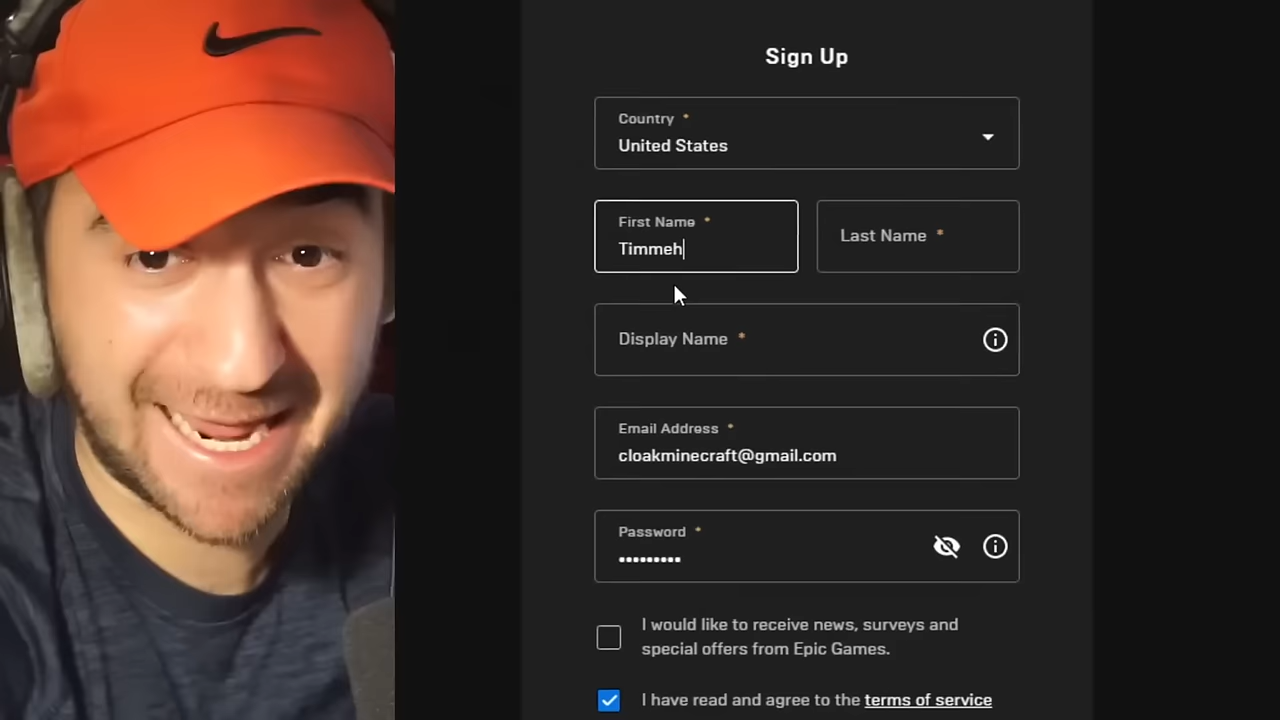 Sign Up
Country *
United States
First Name *
Timmeh
Last Name *
Display Name *
Email Address *
cloakminecraft@gmail.com
Password *
•••••••••
I would like to receive news, surveys and
special offers from Epic Games.
I have read and agree to the terms of service